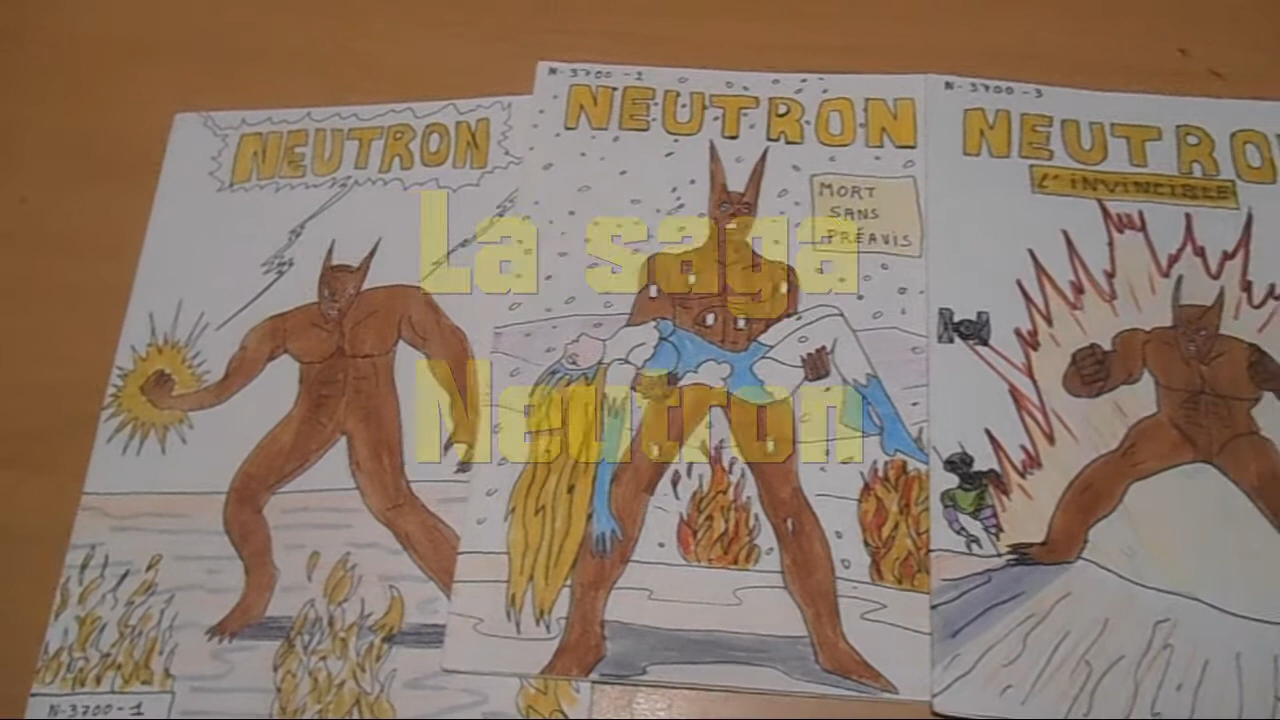 NEUTRON
N-3700-1
N-3700-2
NEUTRON
MORT
SANS
PRÉAVIS
N-3700-3
NEUTRO
L'INVINCIBLE
La saga
Neutron